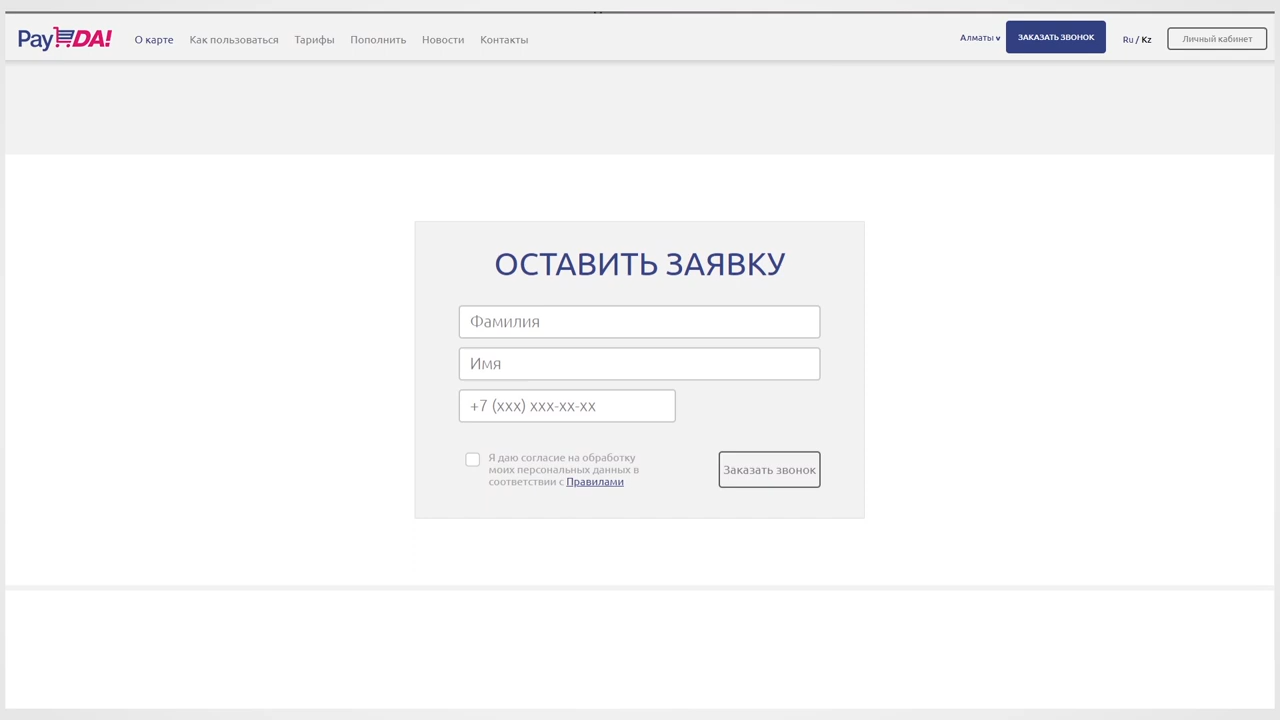 PayDA!
О карте
Как пользоваться
Тарифы
Пополнить
Новости
Контакты
Алматы v
ЗАКАЗАТЬ ЗВОНОК
Ru / Kz
Личный кабинет
ОСТАВИТЬ ЗАЯВКУ
Фамилия
Имя
+7 (xxx) xxx-xx-xx
Я даю согласие на обработку
моих персональных данных в
соответствии с Правилами
Заказать звонок